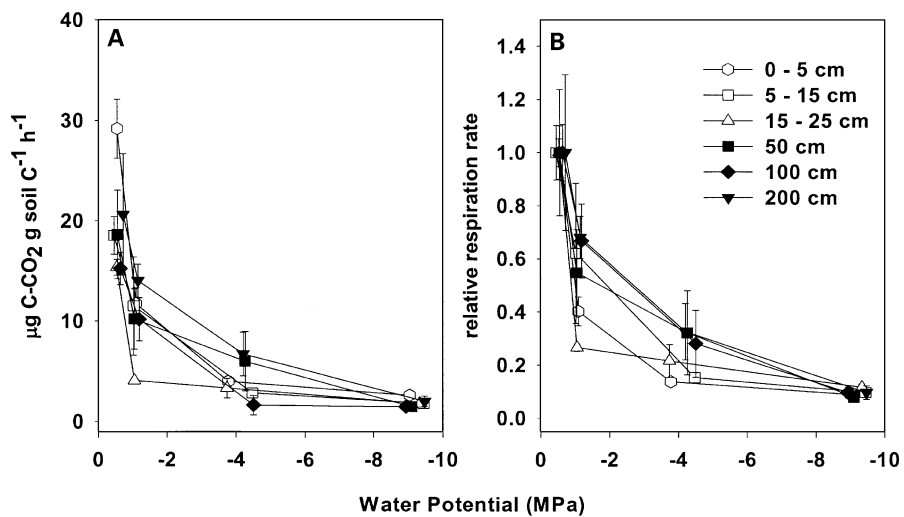 A
40
30
20
10
0
μg C-CO₂ g soil C⁻¹ h⁻¹
0 -2 -4 -6 -8 -10
B
1.4
1.2
1.0
0.8
0.6
0.4
0.2
0.0
relative respiration rate
0 - 5 cm
5 - 15 cm
15 - 25 cm
50 cm
100 cm
200 cm
0 -2 -4 -6 -8 -10
Water Potential (MPa)